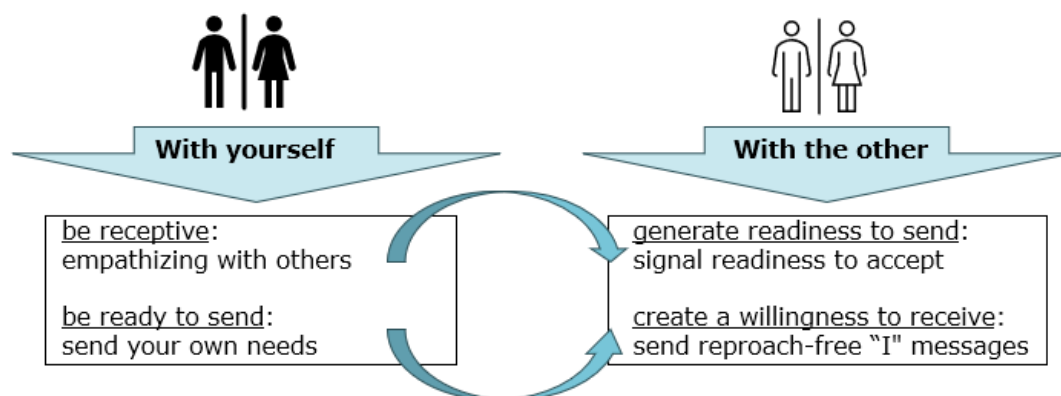 With yourself
be receptive:
empathizing with others
be ready to send:
send your own needs
With the other
generate readiness to send:
signal readiness to accept
create a willingness to receive:
send reproach-free “I" messages